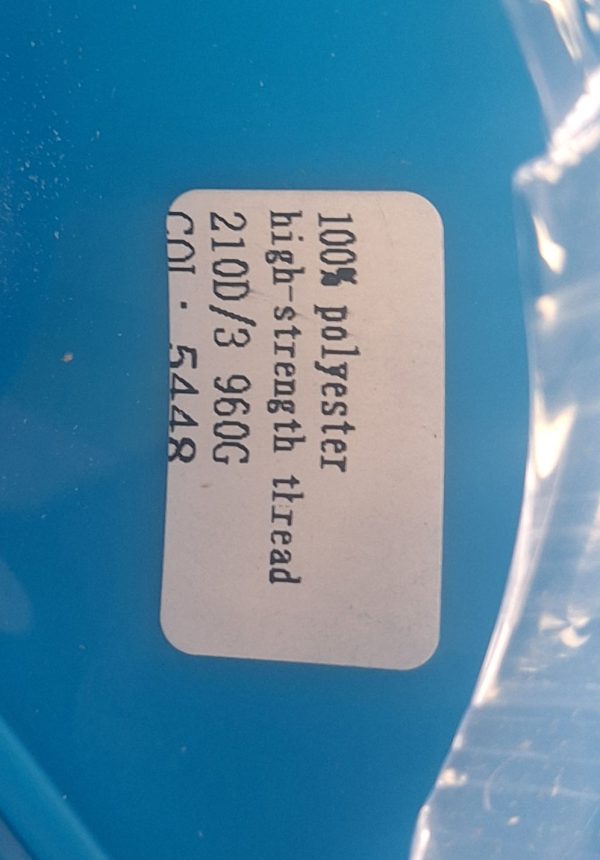 100% polyester
high-strength thread
210D/3 960G
COL. 5448